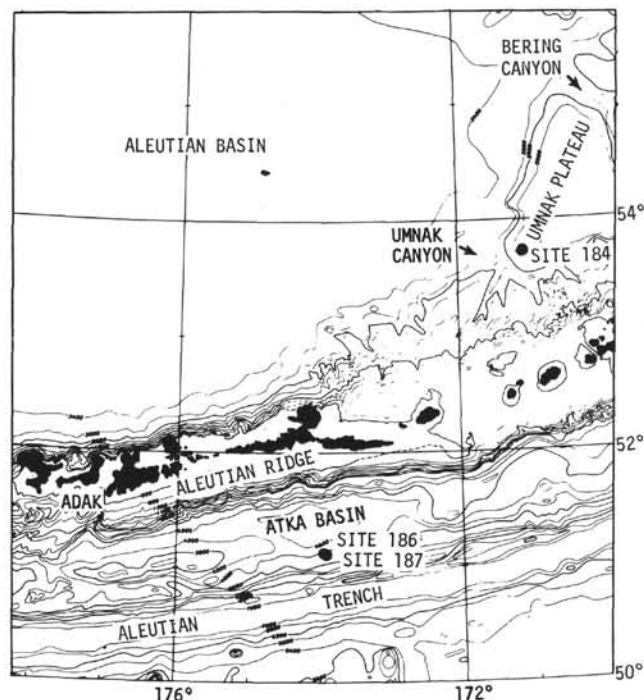 BERING
CANYON
ALEUTIAN BASIN
UMNAK PLATEAU
54°
UMNAK
CANYON
SITE 184
52°
ALEUTIAN RIDGE
ADAK
ATKA BASIN
SITE 186
SITE 187
TRENCH
ALEUTIAN
50°
176°
172°